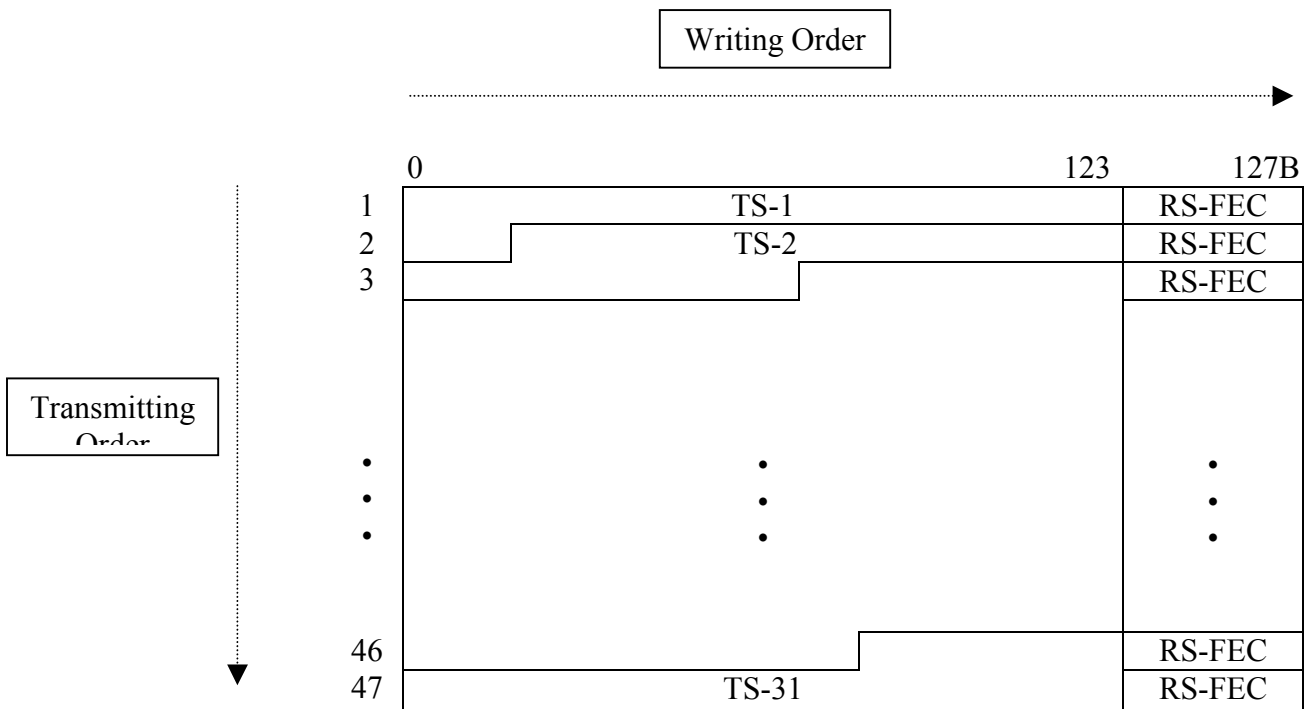 Writing Order
0 123 127B
1 TS-1 RS-FEC
2 TS-2 RS-FEC
3 RS-FEC
Transmitting
Order
46 RS-FEC
47 TS-31 RS-FEC